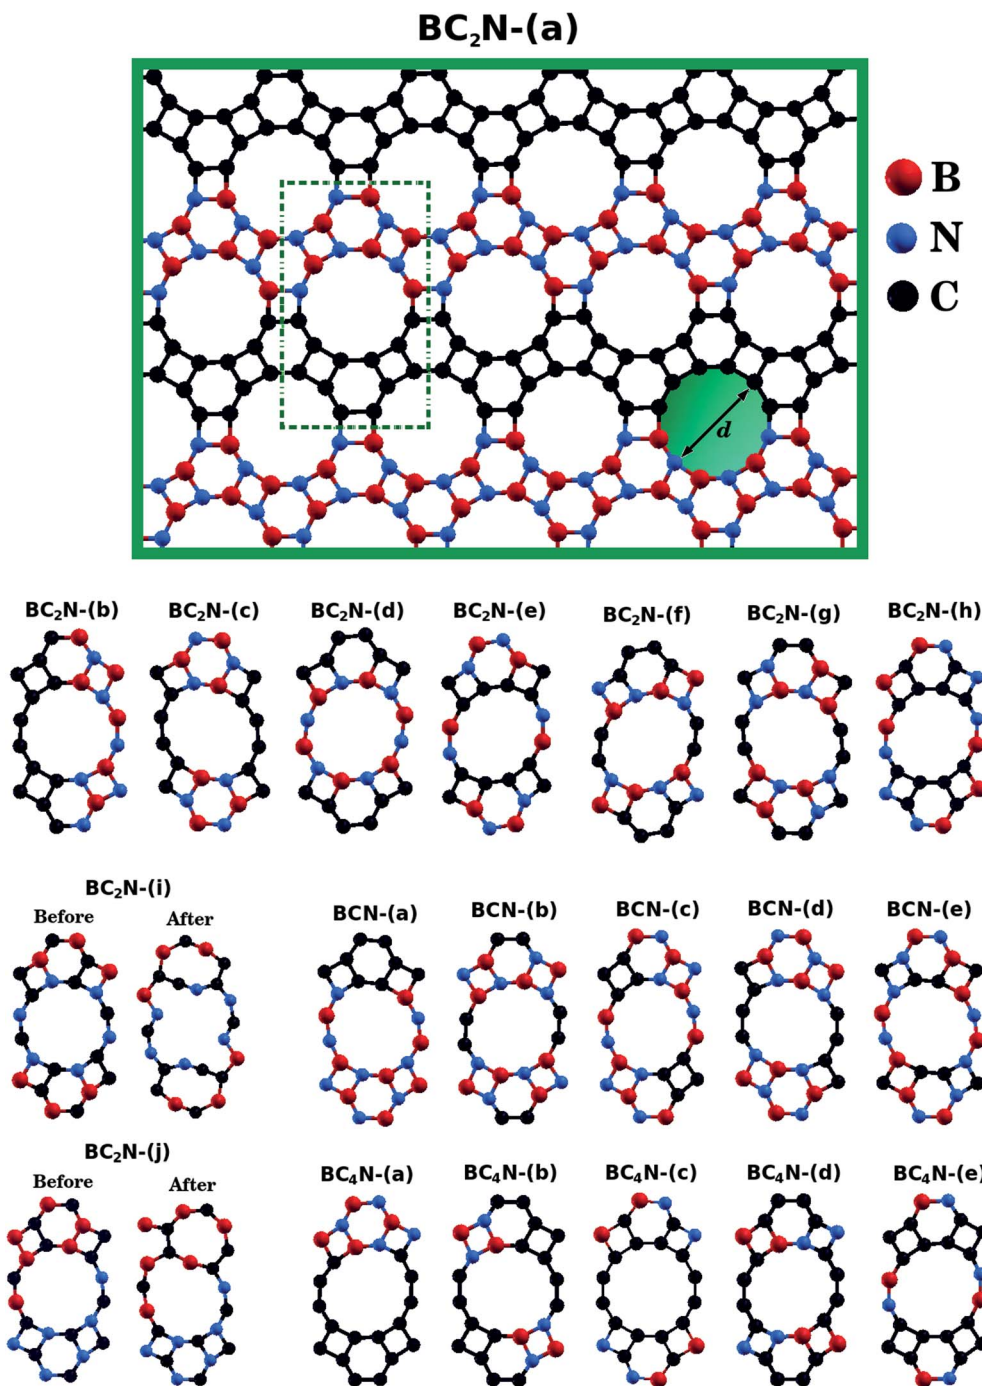 BC₂N-(a)
B
N
C
d
BC₂N-(b) BC₂N-(c) BC₂N-(d) BC₂N-(e) BC₂N-(f) BC₂N-(g) BC₂N-(h)
BC₂N-(i)
Before After
BCN-(a) BCN-(b) BCN-(c) BCN-(d) BCN-(e)
BC₂N-(j)
Before After
BC₄N-(a) BC₄N-(b) BC₄N-(c) BC₄N-(d) BC₄N-(e)